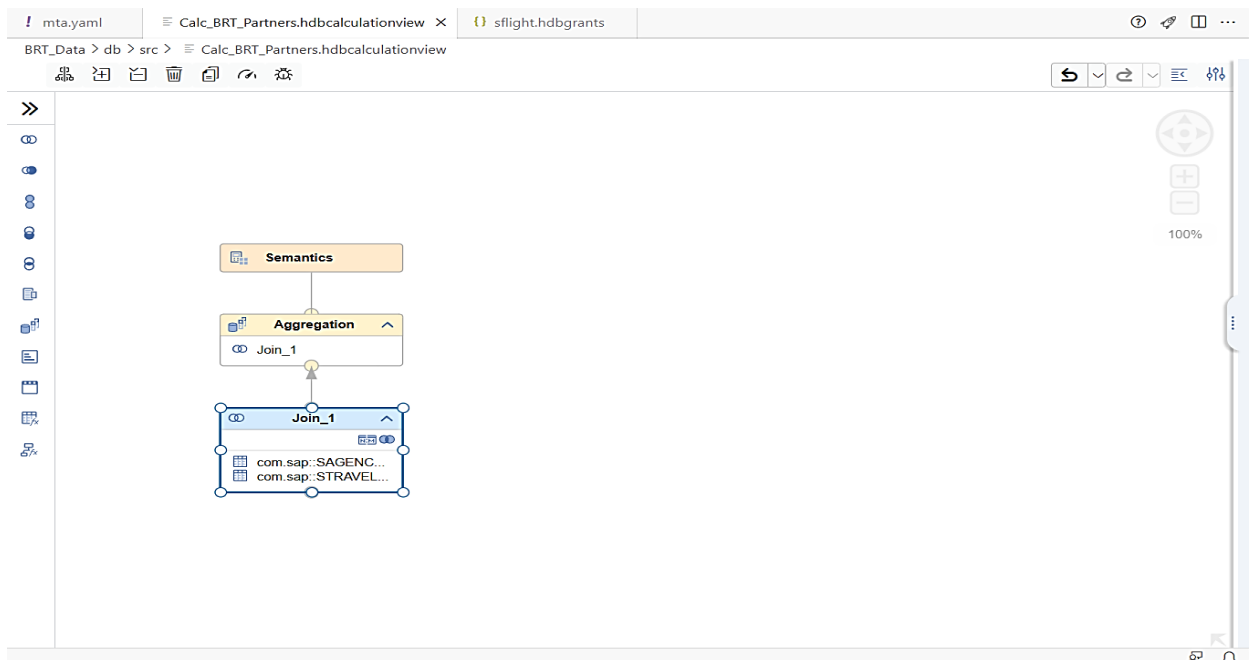 ! mta.yaml Calc_BRT_Partners.hdbcalculationview {} sflight.hdbgrants
BRT_Data > db > src > Calc_BRT_Partners.hdbcalculationview
100%
Semantics
Aggregation
Join_1
Join_1
N:M
com.sap::SAGENC...
com.sap::STRAVEL...